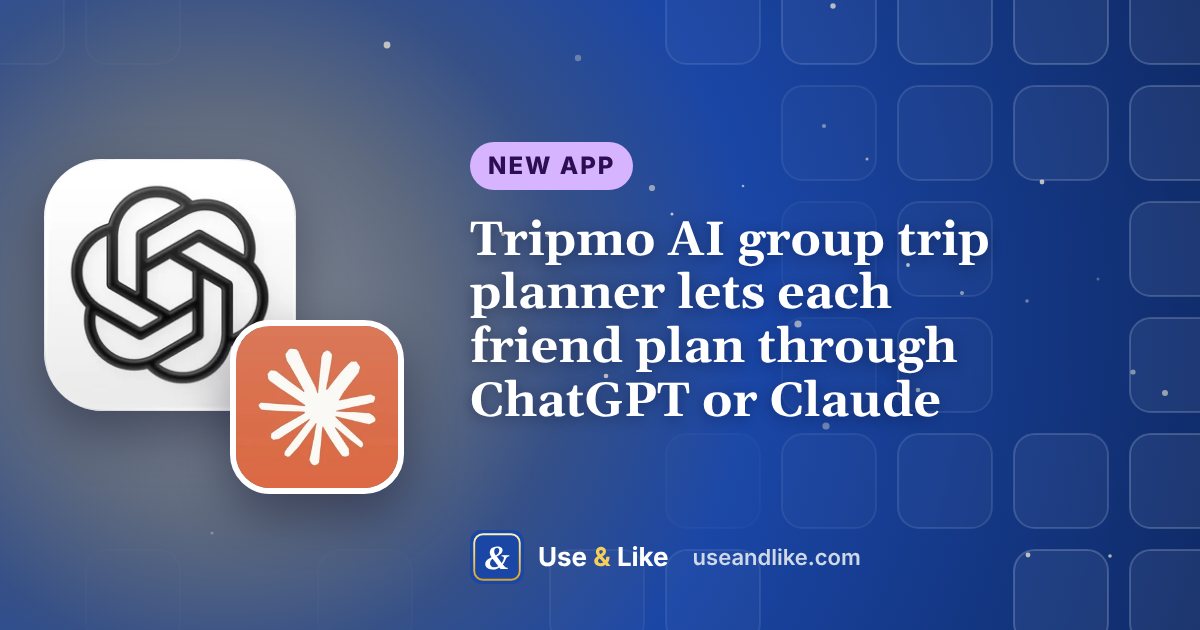 NEW APP
Tripmo AI group trip
planner lets each
friend plan through
ChatGPT or Claude
& Use & Like useandlike.com